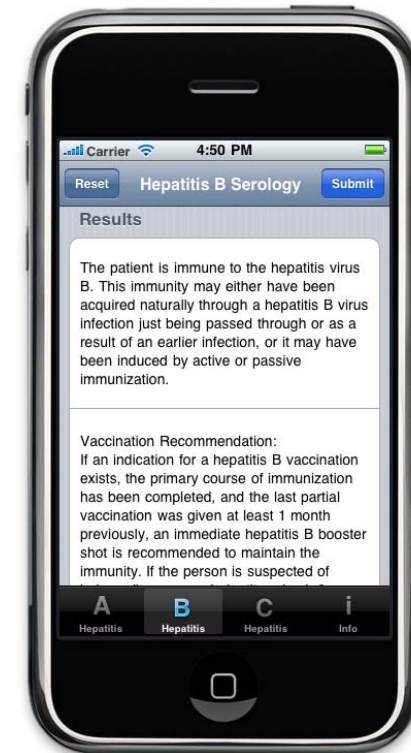 Carrier 4:50 PM
Reset Hepatitis B Serology Submit
Results
The patient is immune to the hepatitis virus
B. This immunity may either have been
acquired naturally through a hepatitis B virus
infection just being passed through or as a
result of an earlier infection, or it may have
been induced by active or passive
immunization.
Vaccination Recommendation:
If an indication for a hepatitis B vaccination
exists, the primary course of immunization
has been completed, and the last partial
vaccination was given at least 1 month
previously, an immediate hepatitis B booster
shot is recommended to maintain the
immunity. If the person is suspected of
A B C i
Hepatitis Hepatitis Hepatitis Info